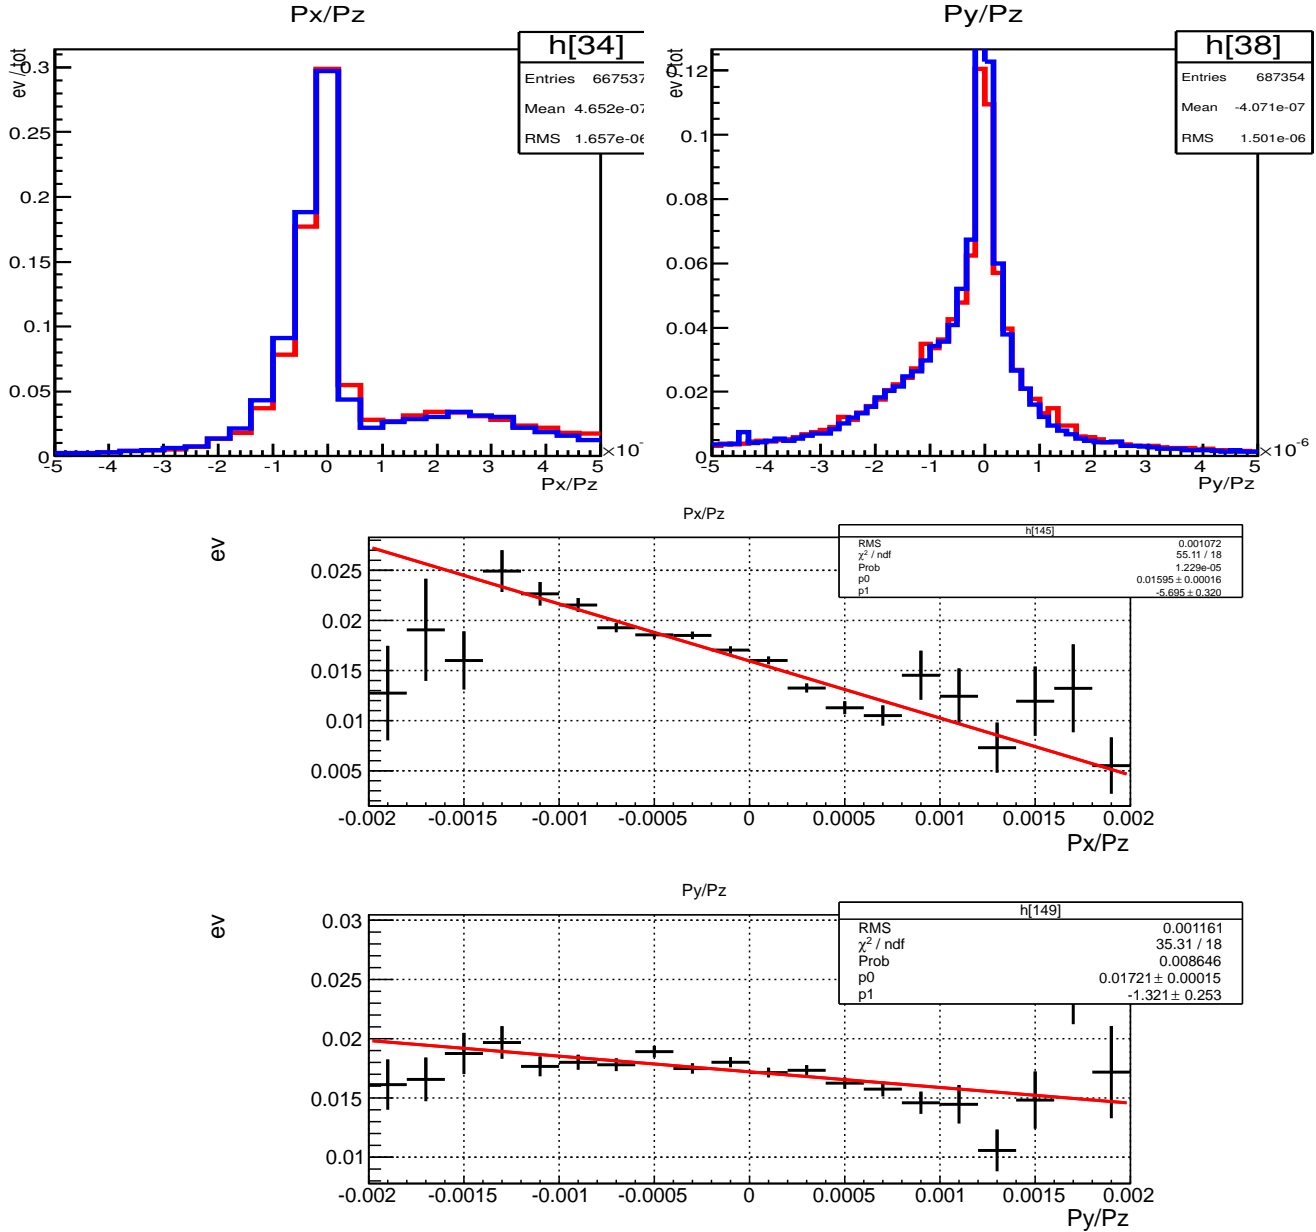 Px/Pz
ev / tot
h[34]
Entries 667537
Mean 4.652e-07
RMS 1.657e-06
0.3
0.25
0.2
0.15
0.1
0.05
0
-5 -4 -3 -2 -1 0 1 2 3 4 5
×10
Px/Pz
Py/Pz
ev / tot
h[38]
Entries 687354
Mean -4.071e-07
RMS 1.501e-06
0.12
0.1
0.08
0.06
0.04
0.02
0
-5 -4 -3 -2 -1 0 1 2 3 4 5
×10⁻⁶
Py/Pz
Px/Pz
ev
h[145]
RMS 0.001072
χ² / ndf 55.11 / 18
Prob 1.229e-05
p0 0.01595 ± 0.00016
p1 -5.695 ± 0.320
0.025
0.02
0.015
0.01
0.005
-0.002 -0.0015 -0.001 -0.0005 0 0.0005 0.001 0.0015 0.002
Px/Pz
Py/Pz
ev
h[149]
RMS 0.001161
χ² / ndf 35.31 / 18
Prob 0.008646
p0 0.01721 ± 0.00015
p1 -1.321 ± 0.253
0.03
0.025
0.02
0.015
0.01
-0.002 -0.0015 -0.001 -0.0005 0 0.0005 0.001 0.0015 0.002
Py/Pz